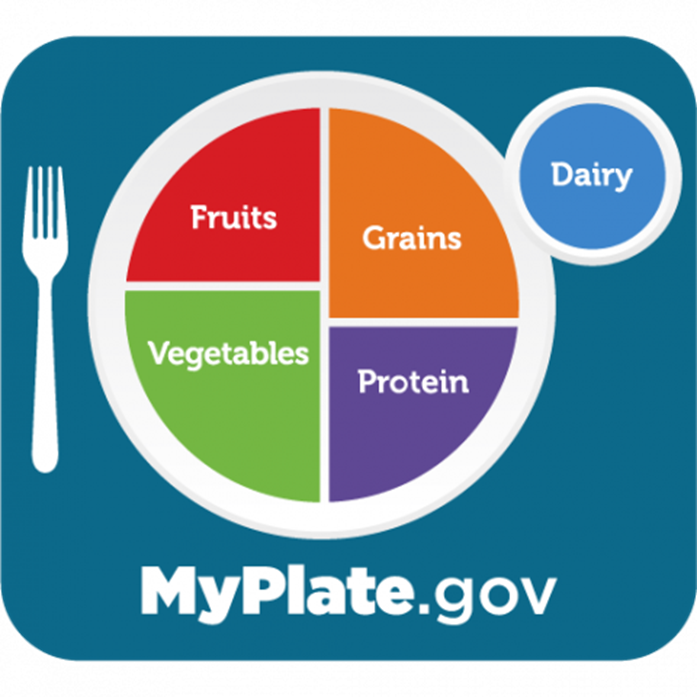 Fruits
Grains
Dairy
Vegetables
Protein
MyPlate.gov